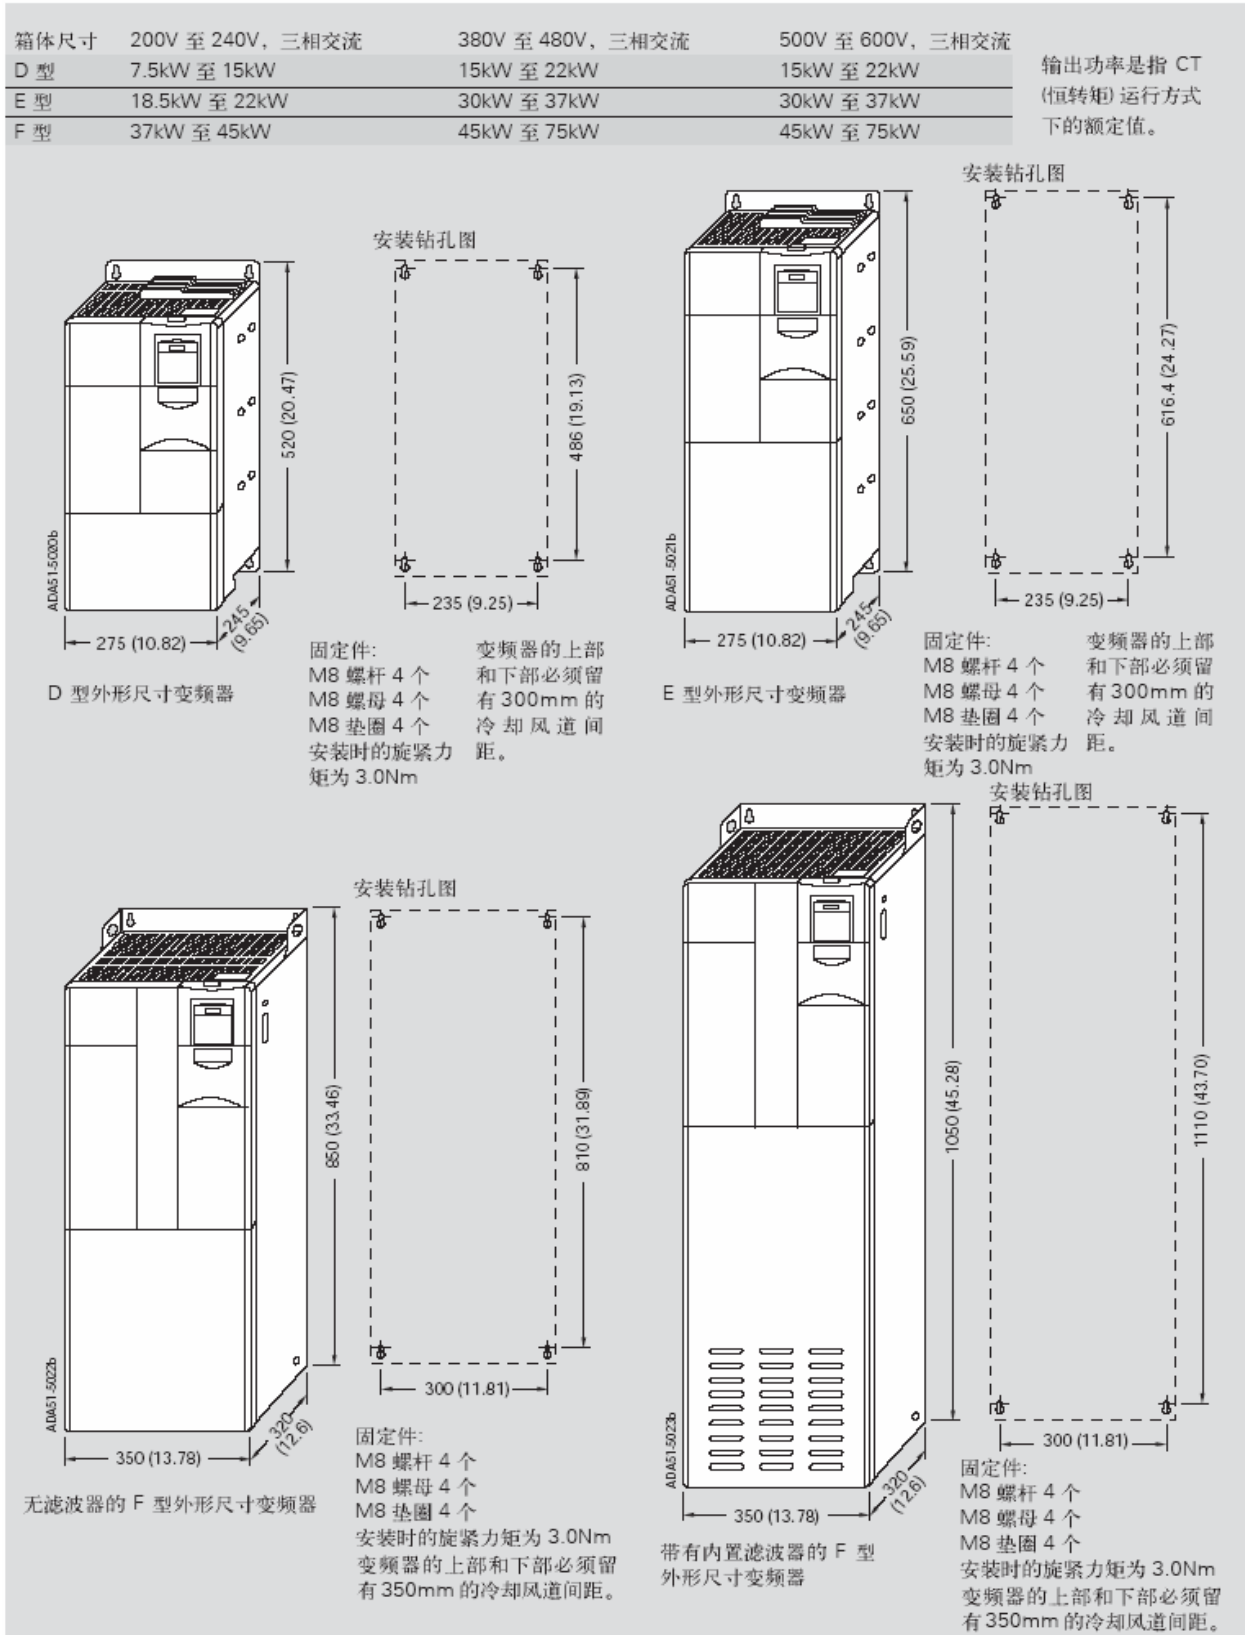 箱体尺寸 200V 至 240V，三相交流 380V 至 480V，三相交流 500V 至 600V，三相交流
D 型 7.5kW 至 15kW 15kW 至 22kW 15kW 至 22kW
E 型 18.5kW 至 22kW 30kW 至 37kW 30kW 至 37kW
F 型 37kW 至 45kW 45kW 至 75kW 45kW 至 75kW
输出功率是指 CT
(恒转矩) 运行方式
下的额定值。
安装钻孔图
520 (20.47)
486 (19.13)
235 (9.25)
275 (10.82)
245
(9.65)
ADA51-5020b
D 型外形尺寸变频器
固定件:
M8 螺杆 4 个
M8 螺母 4 个
M8 垫圈 4 个
安装时的旋紧力
矩为 3.0Nm
变频器的上部
和下部必须留
有 300mm 的
冷却风道间
距。
安装钻孔图
650 (25.59)
616.4 (24.27)
235 (9.25)
275 (10.82)
245
(9.65)
ADA51-5021b
E 型外形尺寸变频器
固定件:
M8 螺杆 4 个
M8 螺母 4 个
M8 垫圈 4 个
安装时的旋紧力
矩为 3.0Nm
变频器的上部
和下部必须留
有 300mm 的
冷却风道间
距。
安装钻孔图
850 (33.46)
810 (31.89)
300 (11.81)
350 (13.78)
320
(12.6)
ADA51-5022b
无滤波器的 F 型外形尺寸变频器
固定件:
M8 螺杆 4 个
M8 螺母 4 个
M8 垫圈 4 个
安装时的旋紧力矩为 3.0Nm
变频器的上部和下部必须留
有 350mm 的冷却风道间距。
安装钻孔图
1050 (45.28)
1110 (43.70)
300 (11.81)
350 (13.78)
320
(12.6)
ADA51-5023b
带有内置滤波器的 F 型
外形尺寸变频器
固定件:
M8 螺杆 4 个
M8 螺母 4 个
M8 垫圈 4 个
安装时的旋紧力矩为 3.0Nm
变频器的上部和下部必须留
有 350mm 的冷却风道间距。